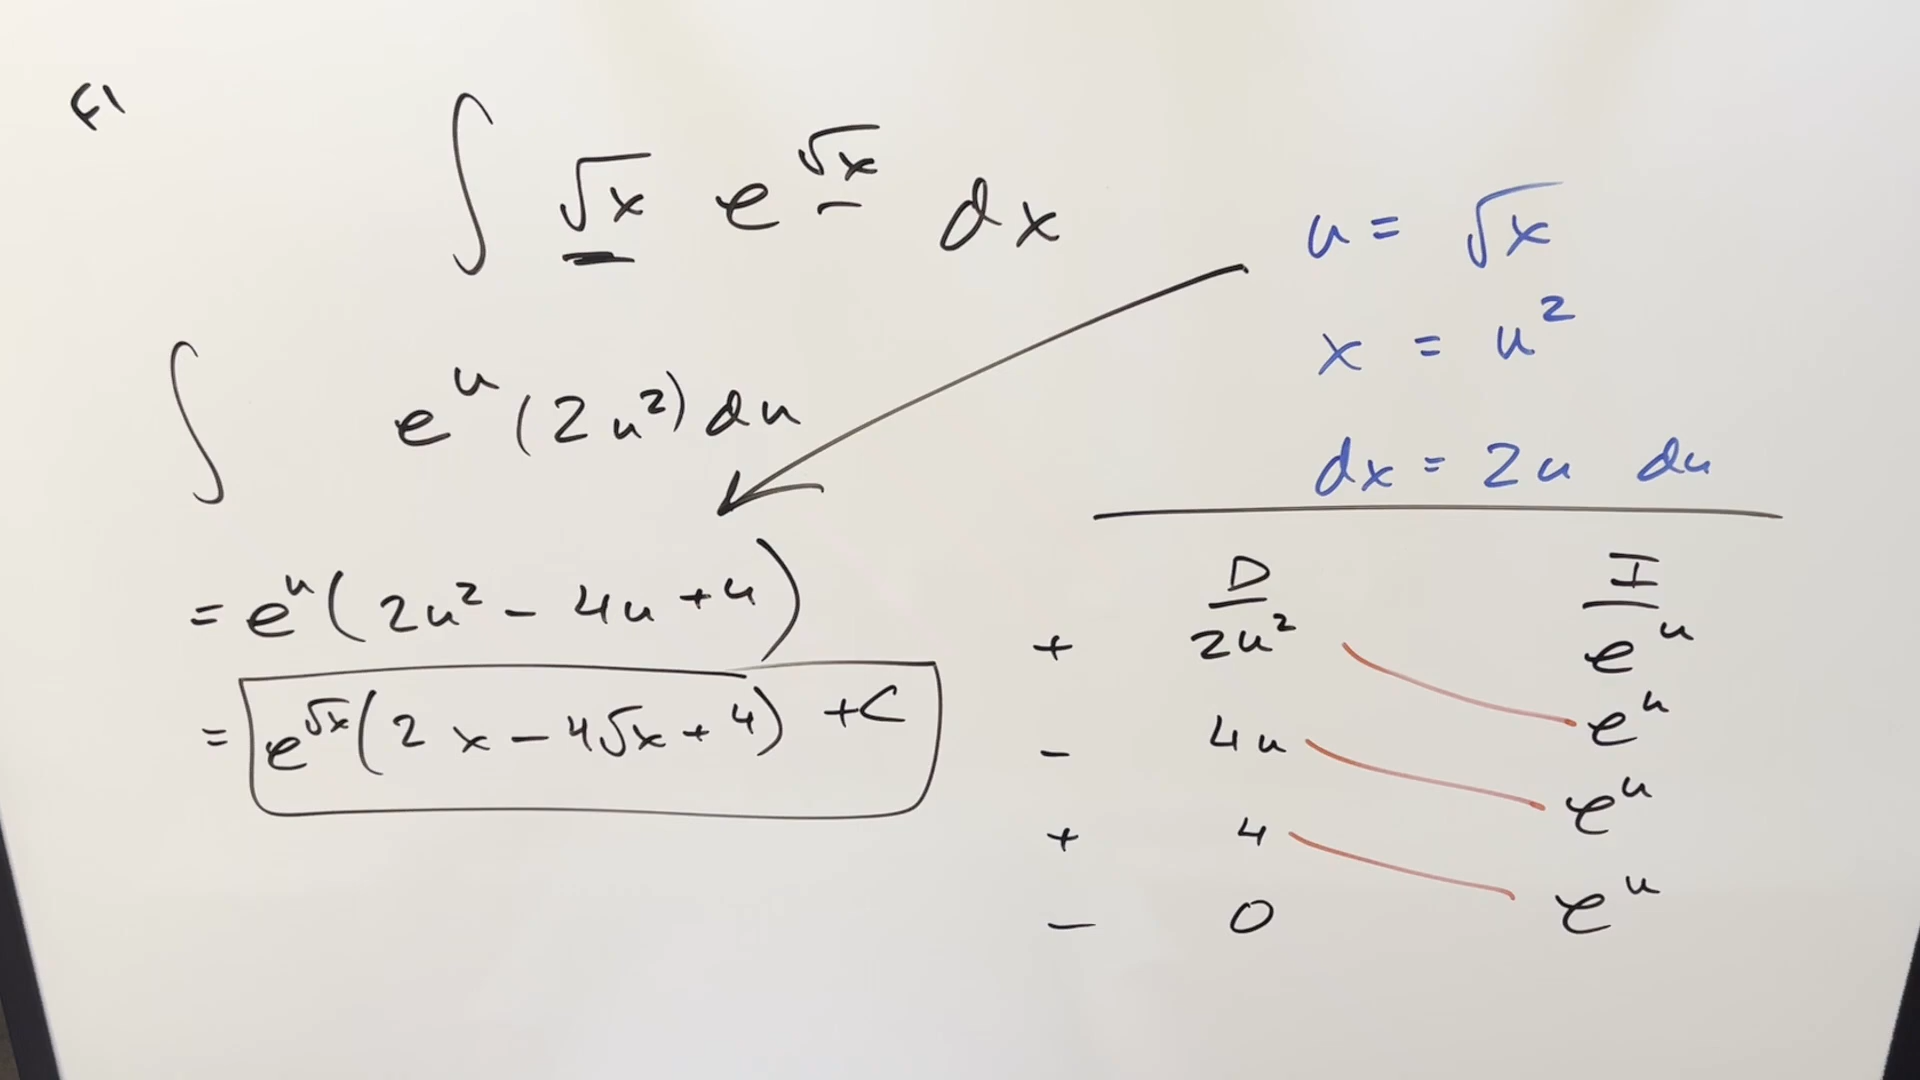 F1
∫ √x e^√x dx
u = √x
x = u²
dx = 2u du
∫ e^u (2u²) du
= e^u (2u² - 4u + 4)
= e^√x (2x - 4√x + 4) + C
D I
+ 2u² e^u
- 4u e^u
+ 4 e^u
- 0 e^u